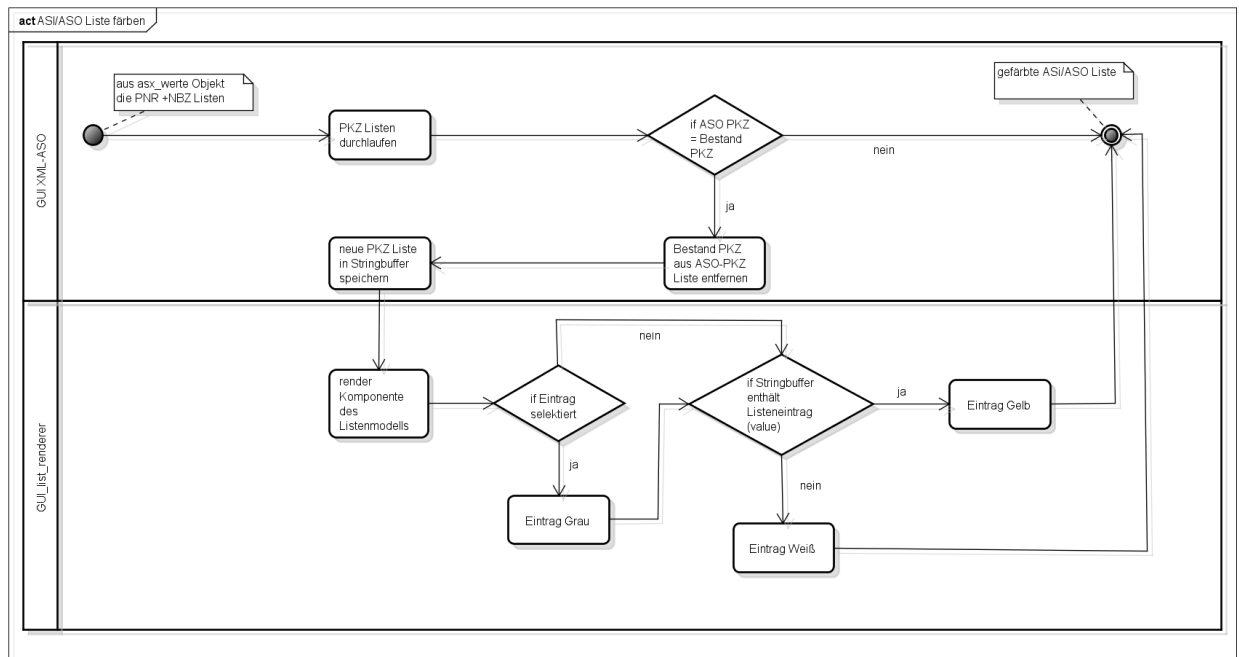 act ASI/ASO Liste färben
aus asx_werte Objekt
die PNR +NBZ Listen
gefärbte ASi/ASO Liste
GUI XML-ASO
PKZ Listen
durchlaufen
if ASO PKZ
= Bestand
PKZ
nein
ja
neue PKZ Liste
in Stringbuffer
speichern
Bestand PKZ
aus ASO-PKZ
Liste entfernen
GUI_list_renderer
nein
render
Komponente
des
Listenmodells
if Eintrag
selektiert
if Stringbuffer
enthält
Listeneintrag
(value)
ja
Eintrag Gelb
ja
nein
Eintrag Grau
Eintrag Weiß